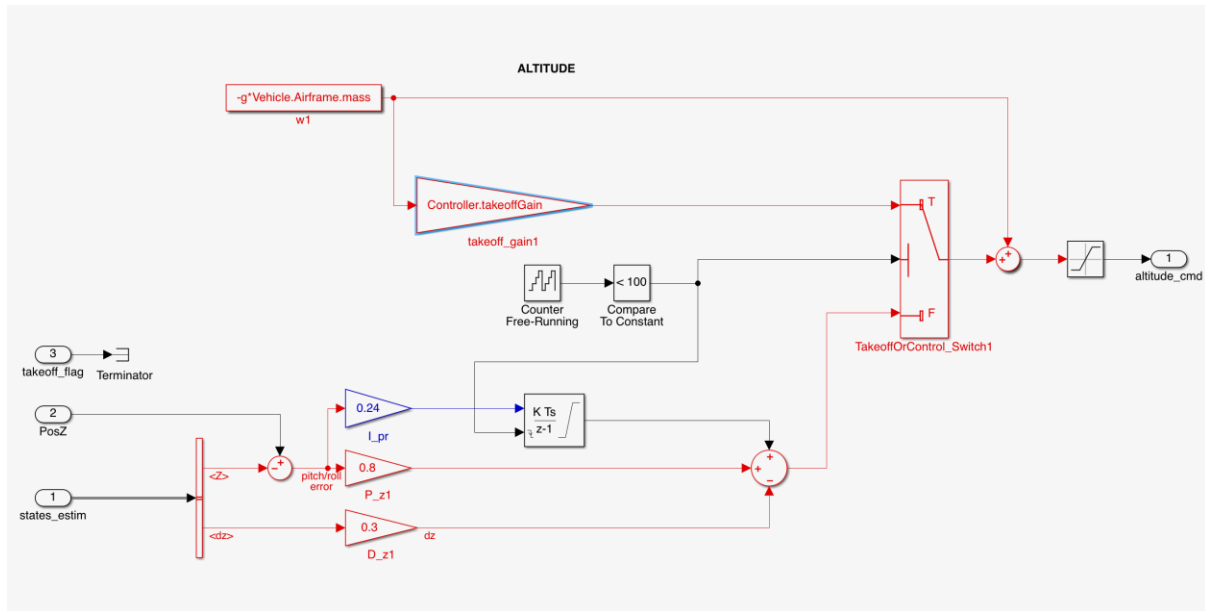 ALTITUDE
-g*Vehicle.Airframe.mass
w1
Controller.takeoffGain
takeoff_gain1
T
< 100
Counter
Free-Running
Compare
To Constant
+
+
1
altitude_cmd
F
TakeoffOrControl_Switch1
3
takeoff_flag
Terminator
2
PosZ
0.24
I_pr
K Ts
z-1
+
-
<Z>
pitch/roll
error
0.8
P_z1
+
+
-
1
states_estim
<dz>
0.3
D_z1
dz